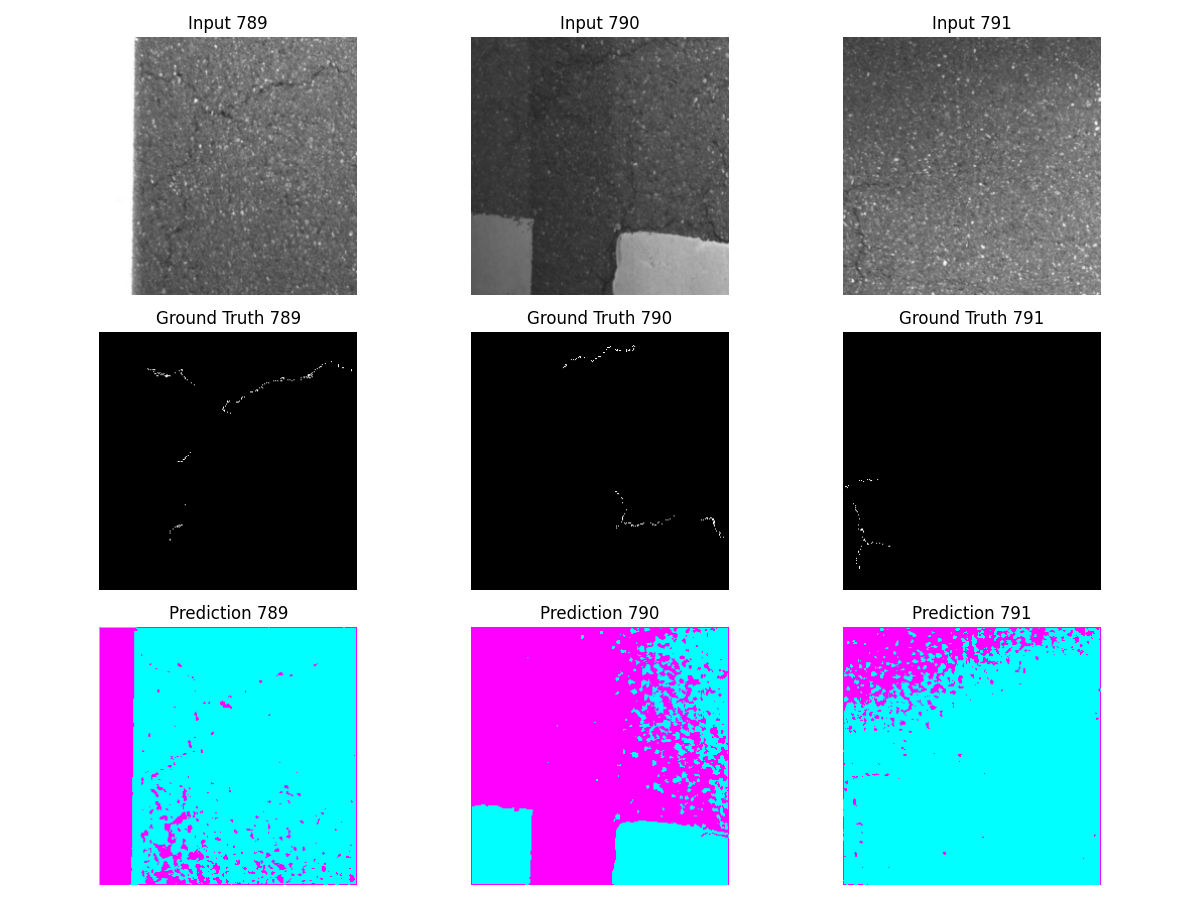 Input 789
Input 790
Input 791
Ground Truth 789
Ground Truth 790
Ground Truth 791
Prediction 789
Prediction 790
Prediction 791